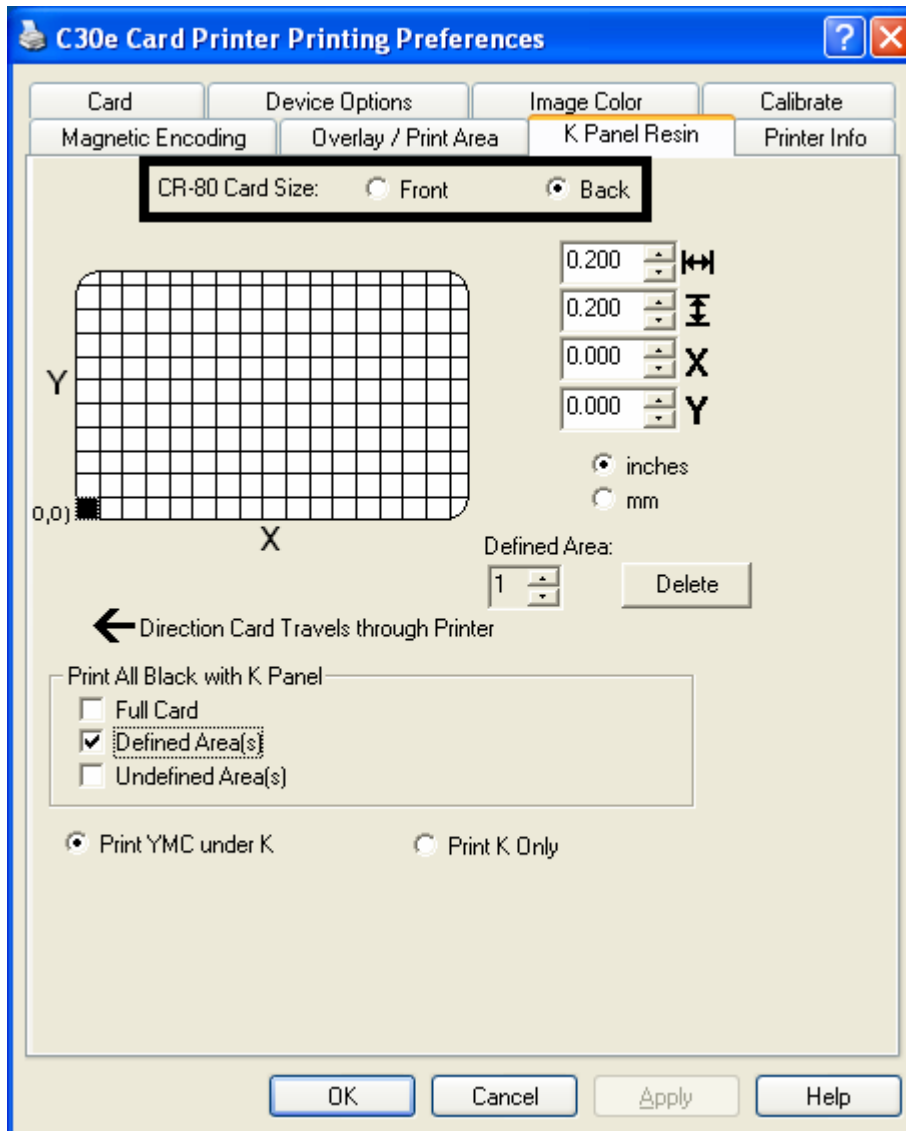 C30e Card Printer Printing Preferences
Card Device Options Image Color Calibrate
Magnetic Encoding Overlay / Print Area K Panel Resin Printer Info
CR-80 Card Size: Front Back
0.200
0.200
0.000 X
0.000 Y
Y
inches
mm
0,0)
X
Defined Area:
1 Delete
Direction Card Travels through Printer
Print All Black with K Panel
Full Card
Defined Area(s)
Undefined Area(s)
Print YMC under K Print K Only
OK Cancel Apply Help